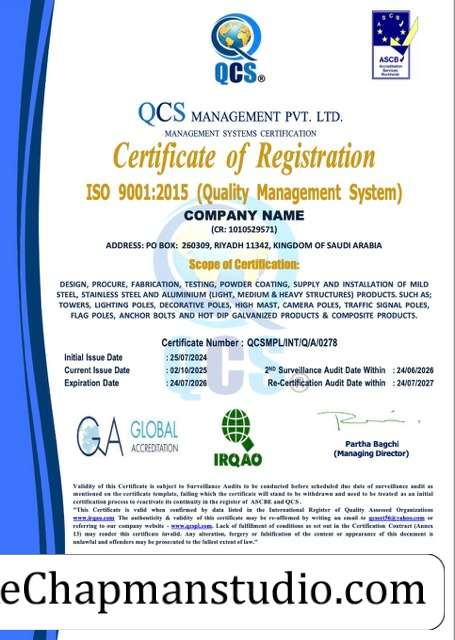 QCS®
ASCB
ASCB
Accreditation
Services
Worldwide
QCS MANAGEMENT PVT. LTD.
MANAGEMENT SYSTEMS CERTIFICATION
Certificate of Registration
ISO 9001:2015 (Quality Management System)
COMPANY NAME
(CR: 1010529571)
ADDRESS: PO BOX: 260309, RIYADH 11342, KINGDOM OF SAUDI ARABIA
Scope of Certification:
DESIGN, PROCURE, FABRICATION, TESTING, POWDER COATING, SUPPLY AND INSTALLATION OF MILD
STEEL, STAINLESS STEEL AND ALUMINIUM (LIGHT, MEDIUM & HEAVY STRUCTURES) PRODUCTS. SUCH AS;
TOWERS, LIGHTING POLES, DECORATIVE POLES, HIGH MAST, CAMERA POLES, TRAFFIC SIGNAL POLES,
FLAG POLES, ANCHOR BOLTS AND HOT DIP GALVANIZED PRODUCTS & COMPOSITE PRODUCTS.
QCS®
Certificate Number : QCSMPL/INT/Q/A/0278
Initial Issue Date : 25/07/2024
Current Issue Date : 02/10/2025 2ND Surveillance Audit Date Within : 24/06/2026
Expiration Date : 24/07/2026 Re-Certification Audit Date within : 24/07/2027
GA GLOBAL
ACCREDITATION
IRQAO
Partha Bagchi
(Managing Director)
Validity of this Certificate is subject to Surveillance Audits to be conducted before scheduled due date of surveillance audit as
mentioned on the certificate template, failing which the certificate will stand to be withdrawn and need to be treated as an initial
certification process to reactivate its continuity in the register of ASCBE and QCS .
"This Certificate is valid when confirmed by data listed in the International Register of Quality Assessed Organizations
www.irqao.com The authenticity & validity of this certificate may be re-affirmed by writing an email to qcscert56@yahoo.com or
referring to our company website - www.qcspl.com. Lack of fulfilment of conditions as set out in the Certification Contract (Annex
13) may render this certificate invalid. Any alteration, forgery or falsification of the content or appearance of this document is
unlawful and offenders may be prosecuted to the fullest extent of law."
eChapmanstudio.com